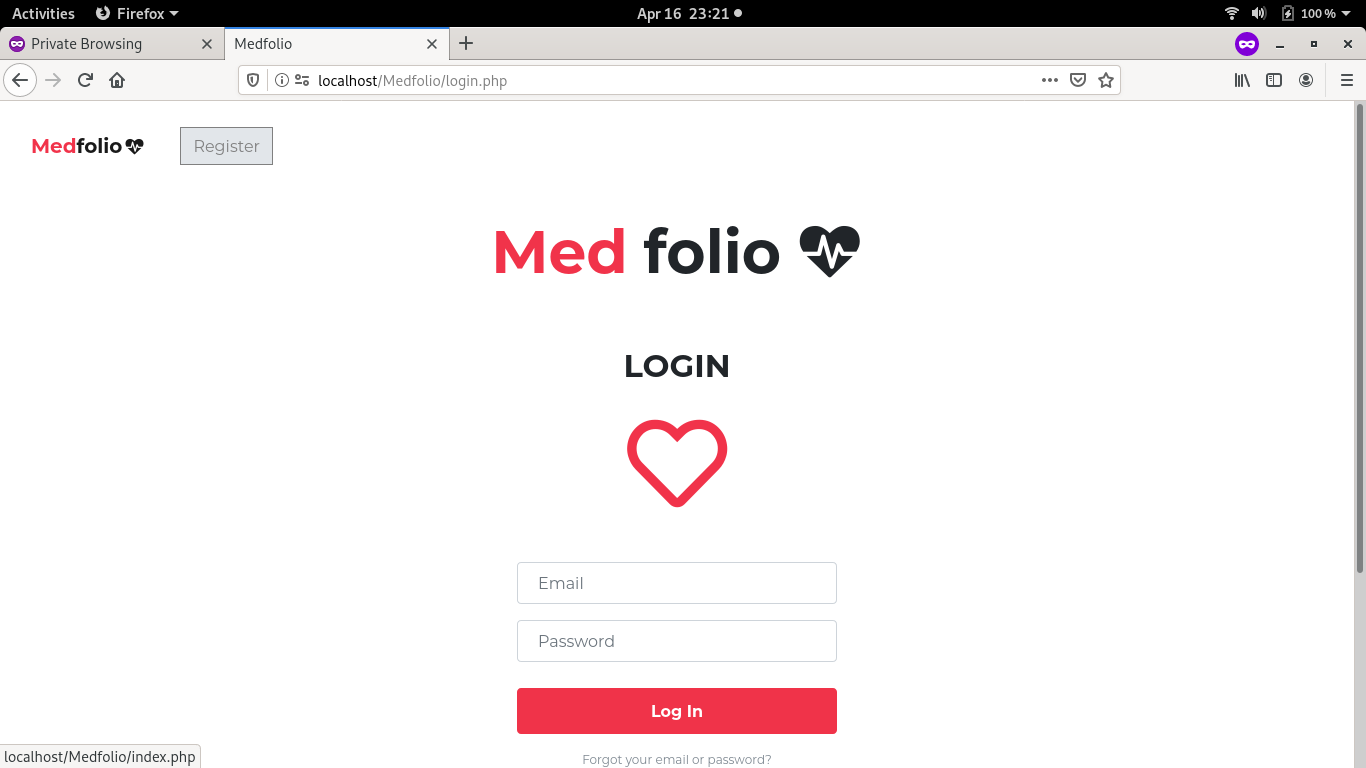 Activities Firefox Apr 16 23:21 100 %
Private Browsing Medfolio
localhost/Medfolio/login.php
Medfolio Register
Med folio
LOGIN
Email
Password
Log In
localhost/Medfolio/index.php
Forgot your email or password?